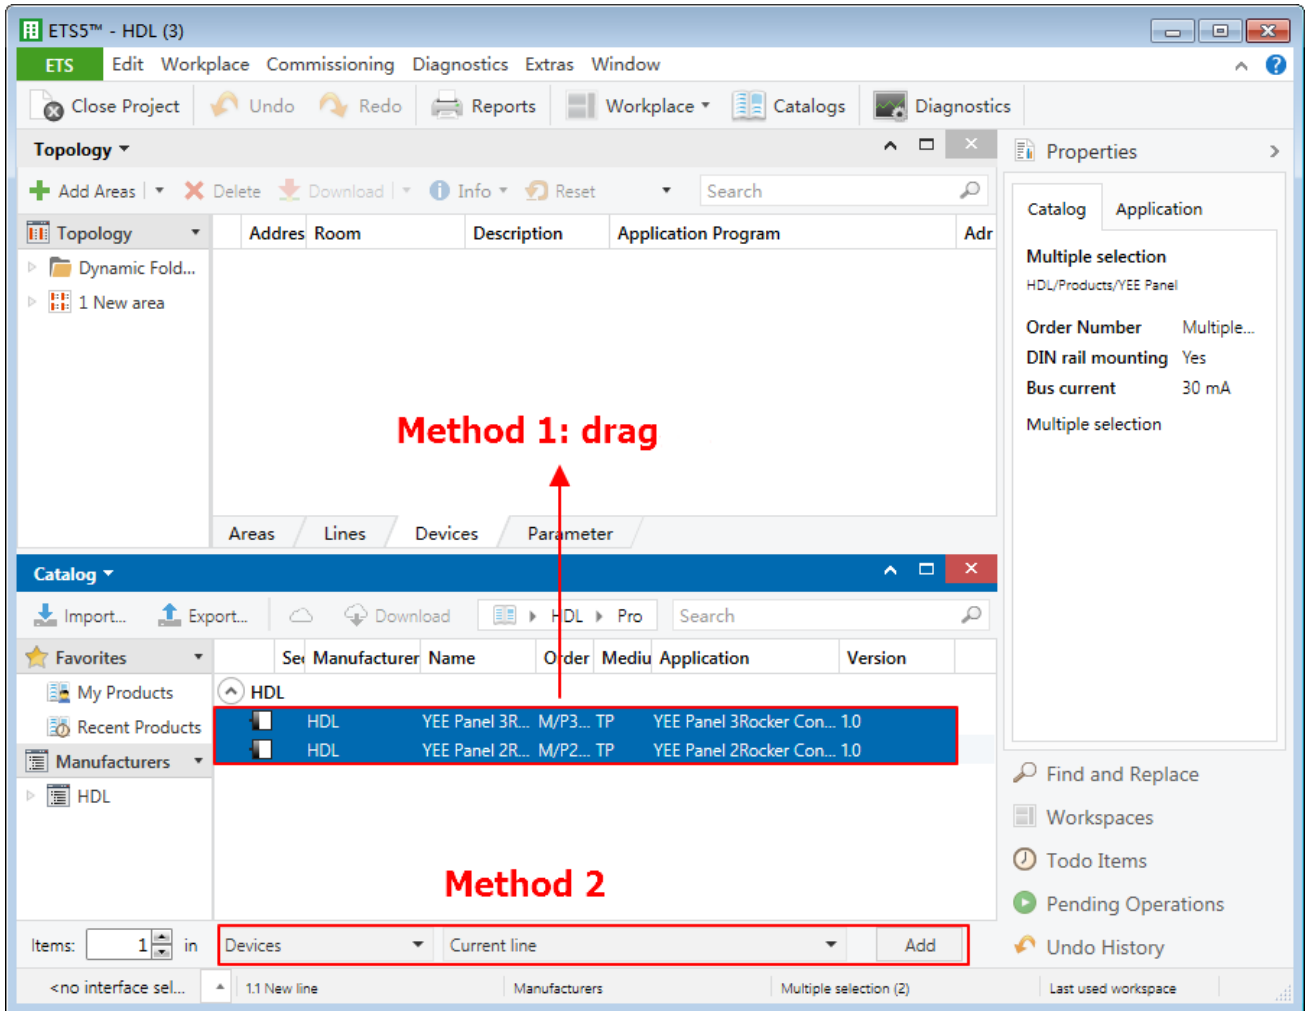 ETS5™ - HDL (3)
ETS Edit Workplace Commissioning Diagnostics Extras Window
Close Project Undo Redo Reports Workplace Catalogs Diagnostics
Topology
Add Areas Delete Download Info Reset Search
Topology Addres Room Description Application Program Adr
Dynamic Fold...
1 New area
Method 1: drag
Areas Lines Devices Parameter
Catalog
Import... Export... Download HDL Pro Search
Favorites Se Manufacturer Name Order Mediu Application Version
My Products HDL
Recent Products HDL YEE Panel 3R... M/P3... TP YEE Panel 3Rocker Con... 1.0
HDL YEE Panel 2R... M/P2... TP YEE Panel 2Rocker Con... 1.0
Manufacturers
HDL
Method 2
Items: 1 in Devices Current line Add
<no interface sel... 1.1 New line Manufacturers Multiple selection (2) Last used workspace
Properties
Catalog Application
Multiple selection
HDL/Products/YEE Panel
Order Number Multiple...
DIN rail mounting Yes
Bus current 30 mA
Multiple selection
Find and Replace
Workspaces
Todo Items
Pending Operations
Undo History